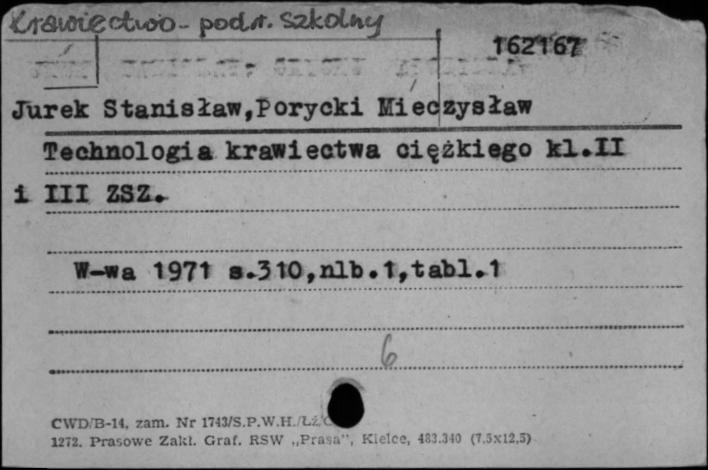 Krawiectwo - podr. szkolny
162167
Jurek Stanisław,Porycki Mieczysław
Technologia krawiectwa ciężkiego kl.II
i III ZSZ.
W-wa 1971 s.310,nlb.1,tabl.1
6
CWD/B-14, zam. Nr 1743/S.P.W.H./Łź/
1272. Prasowe Zakł. Graf. RSW „Prasa”, Kielce, 483.340 (7,5x12,5)